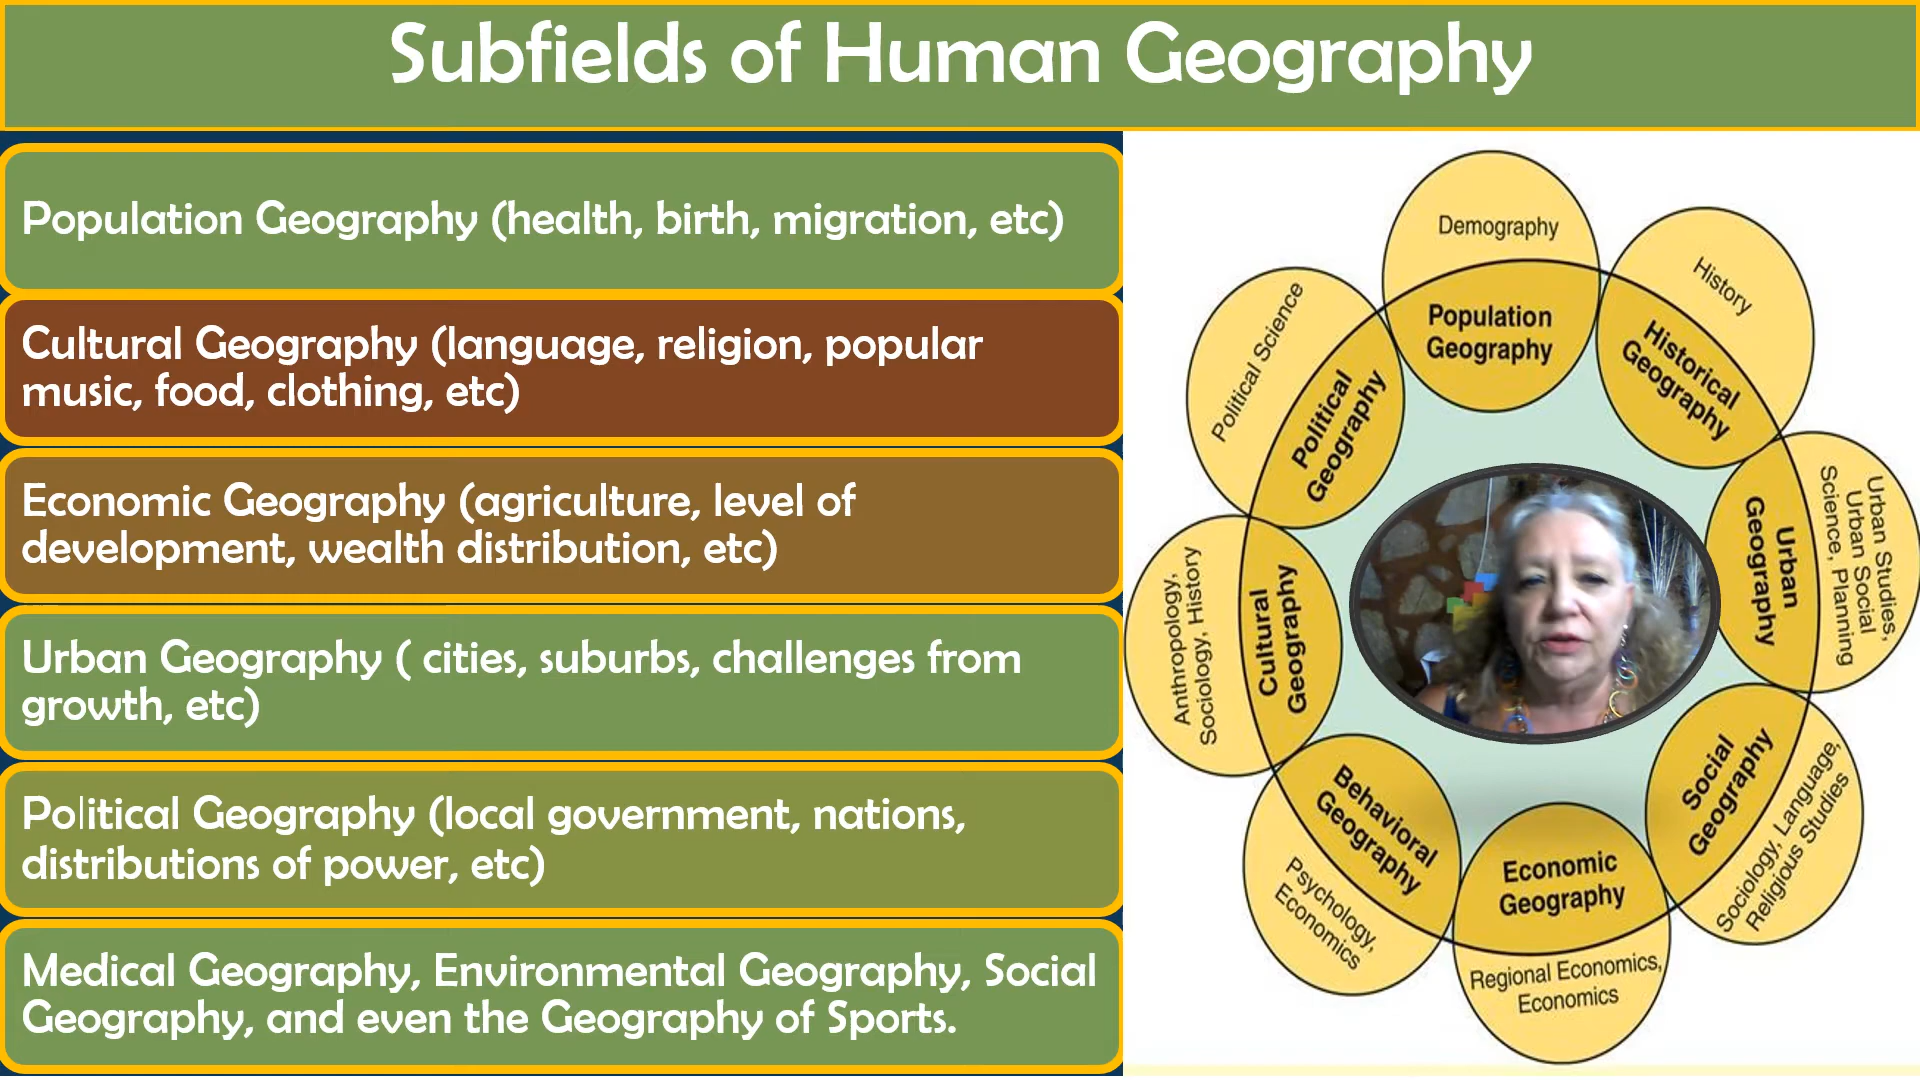 Subfields of Human Geography
Population Geography (health, birth, migration, etc)
Cultural Geography (language, religion, popular
music, food, clothing, etc)
Economic Geography (agriculture, level of
development, wealth distribution, etc)
Urban Geography ( cities, suburbs, challenges from
growth, etc)
Political Geography (local government, nations,
distributions of power, etc)
Medical Geography, Environmental Geography, Social
Geography, and even the Geography of Sports.
Demography
Population
Geography
History
Historical
Geography
Urban Studies,
Urban Social
Science, Planning
Urban
Geography
Social
Geography
Sociology, Language,
Religious Studies
Economic
Geography
Regional Economics,
Economics
Behavioral
Geography
Psychology,
Economics
Cultural
Geography
Anthropology,
Sociology, History
Political
Geography
Political Science